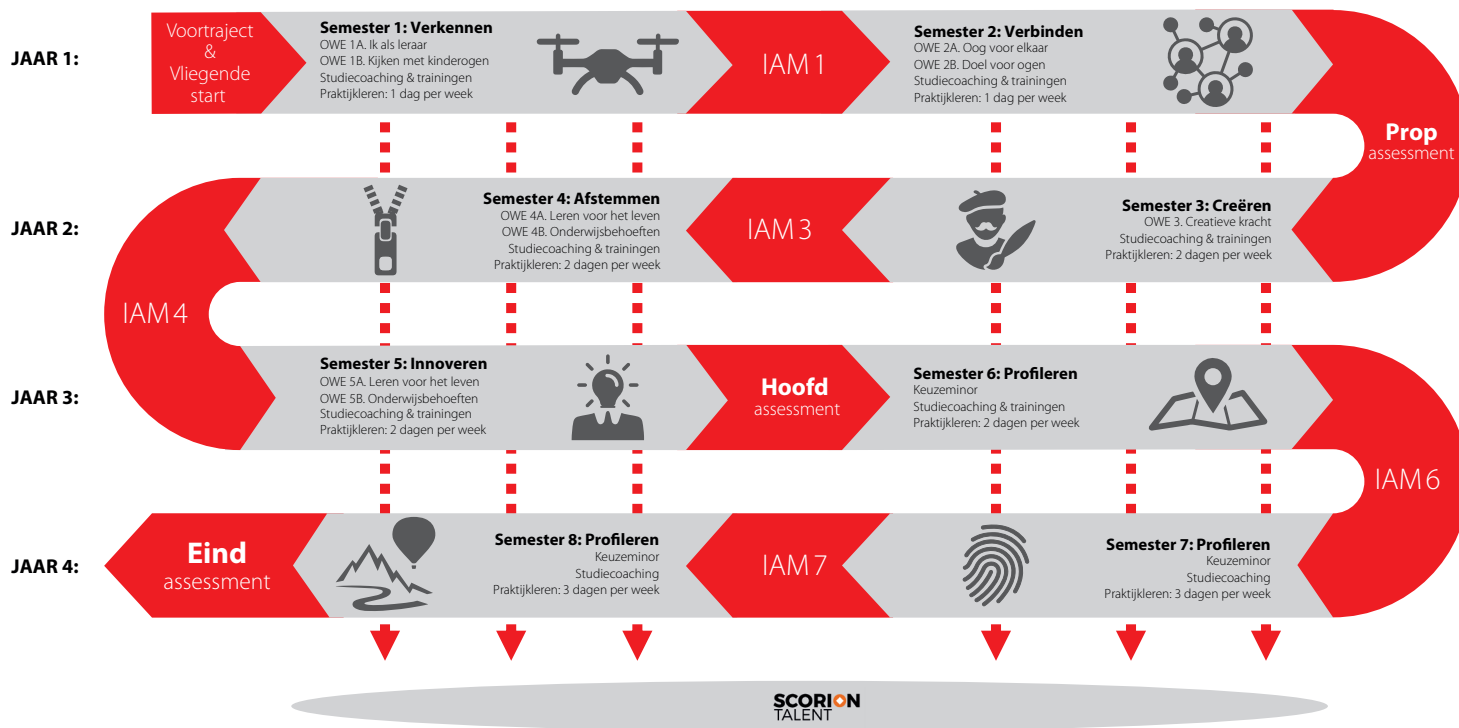 JAAR 1:
Voortraject
&
Vliegende
start
Semester 1: Verkennen
OWE 1A. Ik als leraar
OWE 1B. Kijken met kinderogen
Studiecoaching & trainingen
Praktijkleren: 1 dag per week
IAM 1
Semester 2: Verbinden
OWE 2A. Oog voor elkaar
OWE 2B. Doel voor ogen
Studiecoaching & trainingen
Praktijkleren: 1 dag per week
Prop
assessment
JAAR 2:
Semester 3: Creëren
OWE 3. Creatieve kracht
Studiecoaching & trainingen
Praktijkleren: 2 dagen per week
IAM 3
Semester 4: Afstemmen
OWE 4A. Leren voor het leven
OWE 4B. Onderwijsbehoeften
Studiecoaching & trainingen
Praktijkleren: 2 dagen per week
IAM 4
JAAR 3:
Semester 5: Innoveren
OWE 5A. Leren voor het leven
OWE 5B. Onderwijsbehoeften
Studiecoaching & trainingen
Praktijkleren: 2 dagen per week
Hoofd
assessment
Semester 6: Profileren
Keuzeminor
Studiecoaching & trainingen
Praktijkleren: 2 dagen per week
IAM 6
JAAR 4:
Semester 7: Profileren
Keuzeminor
Studiecoaching
Praktijkleren: 3 dagen per week
IAM 7
Semester 8: Profileren
Keuzeminor
Studiecoaching
Praktijkleren: 3 dagen per week
Eind
assessment
SCORION
TALENT